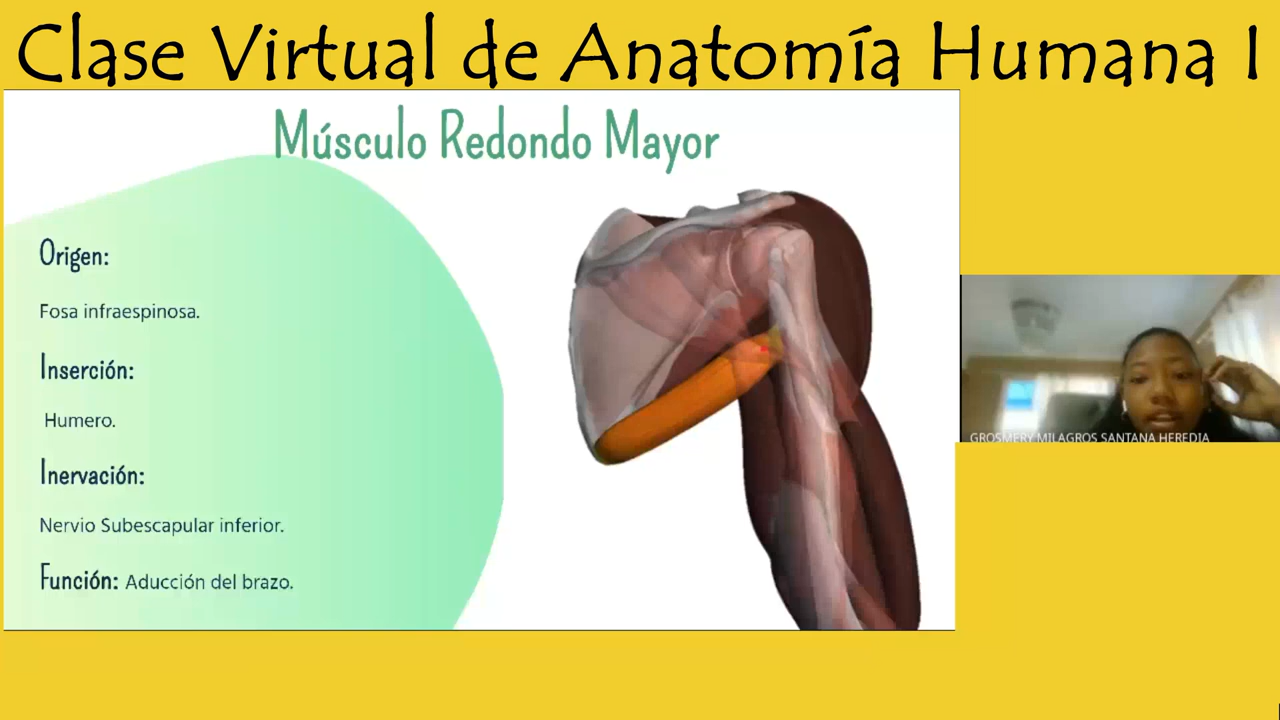 Clase Virtual de Anatomía Humana I
Músculo Redondo Mayor
Origen:
Fosa infraespinosa.
Inserción:
Humero.
Inervación:
Nervio Subescapular inferior.
Función: Aducción del brazo.
GROSMERY MILAGROS SANTANA HEREDIA